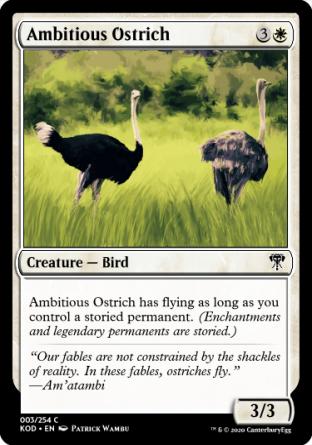 Ambitious Ostrich 3
Creature — Bird
Ambitious Ostrich has flying as long as you
control a storied permanent. (Enchantments
and legendary permanents are storied.)
“Our fables are not constrained by the shackles
of reality. In these fables, ostriches fly.”
—Am’atambi
3/3
003/254 C
KOD • EN Patrick Wambu
™ & © 2020 CanterburyEgg